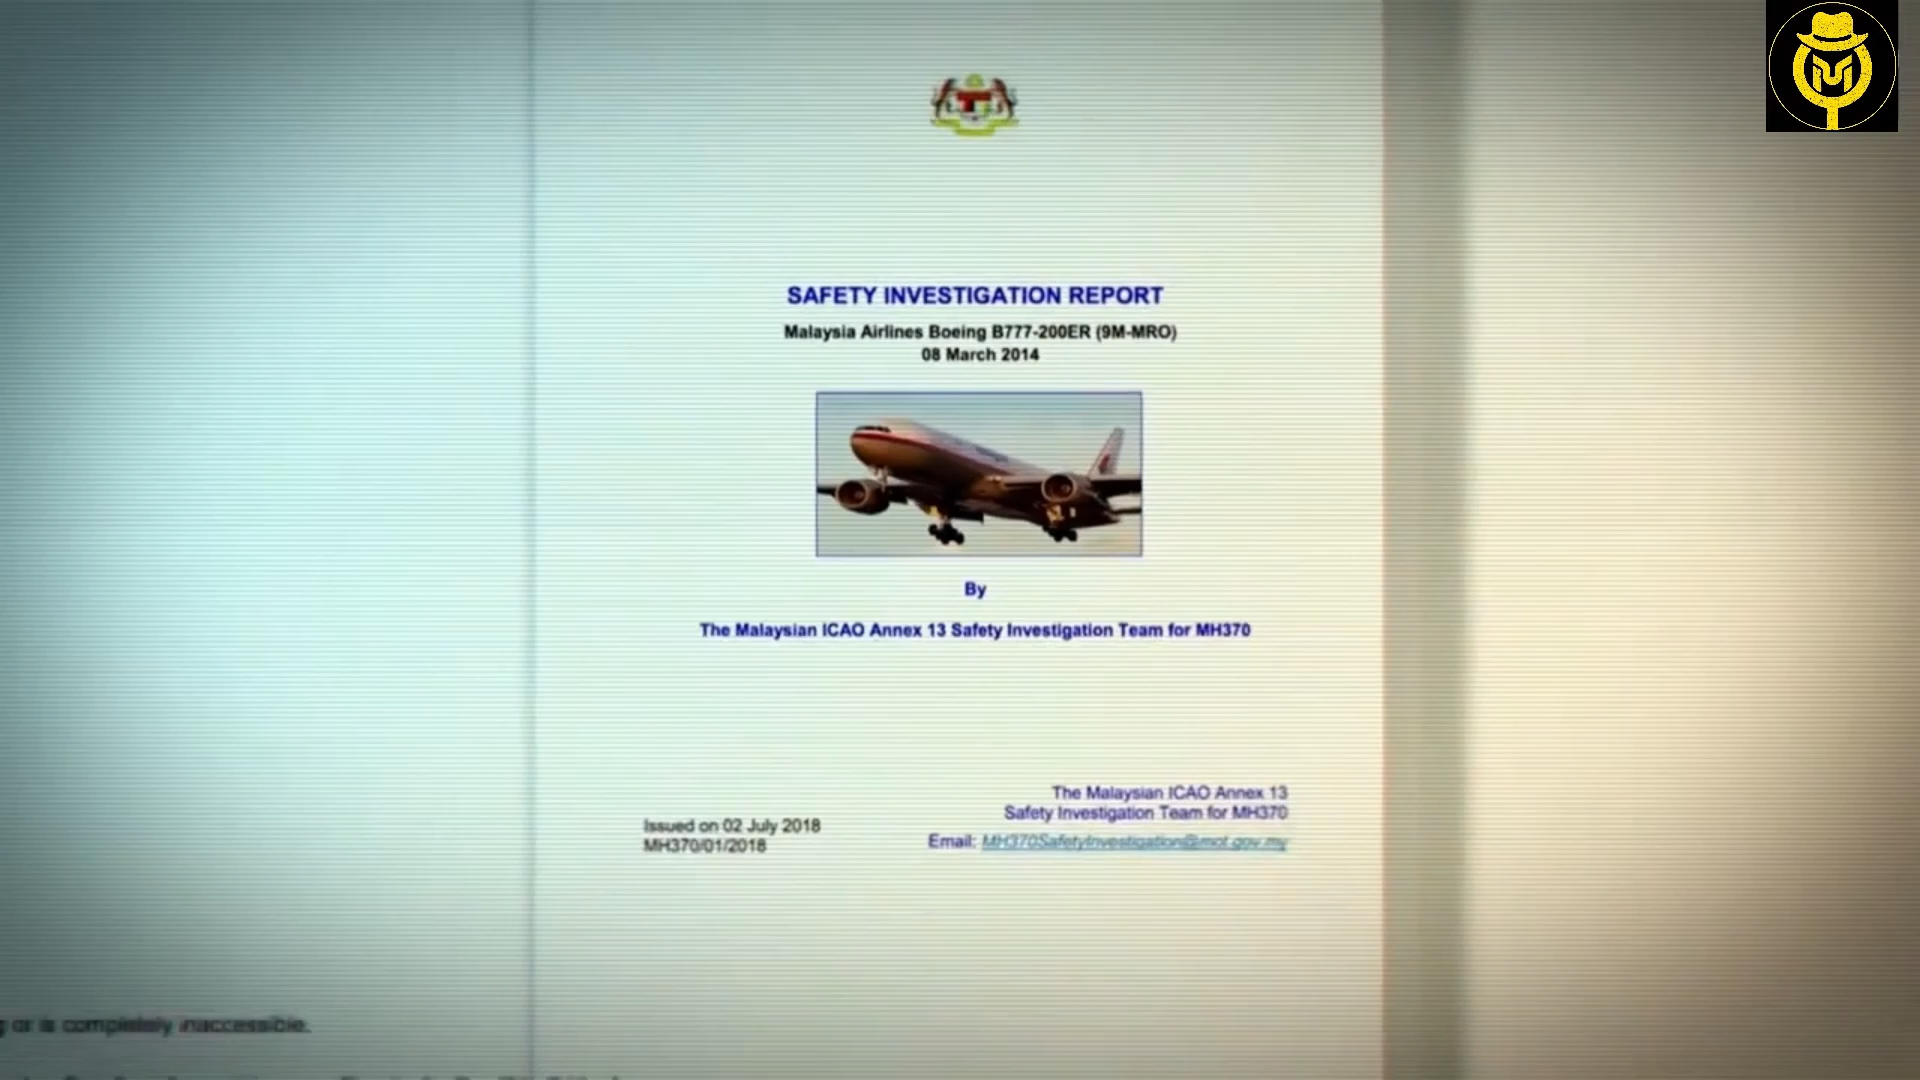 SAFETY INVESTIGATION REPORT
Malaysia Airlines Boeing B777-200ER (9M-MRO)
08 March 2014
By
The Malaysian ICAO Annex 13 Safety Investigation Team for MH370
The Malaysian ICAO Annex 13
Safety Investigation Team for MH370
Issued on 02 July 2018
MH370/01/2018
Email: MH370SafetyInvestigation@mot.gov.my
or is completely inaccessible.